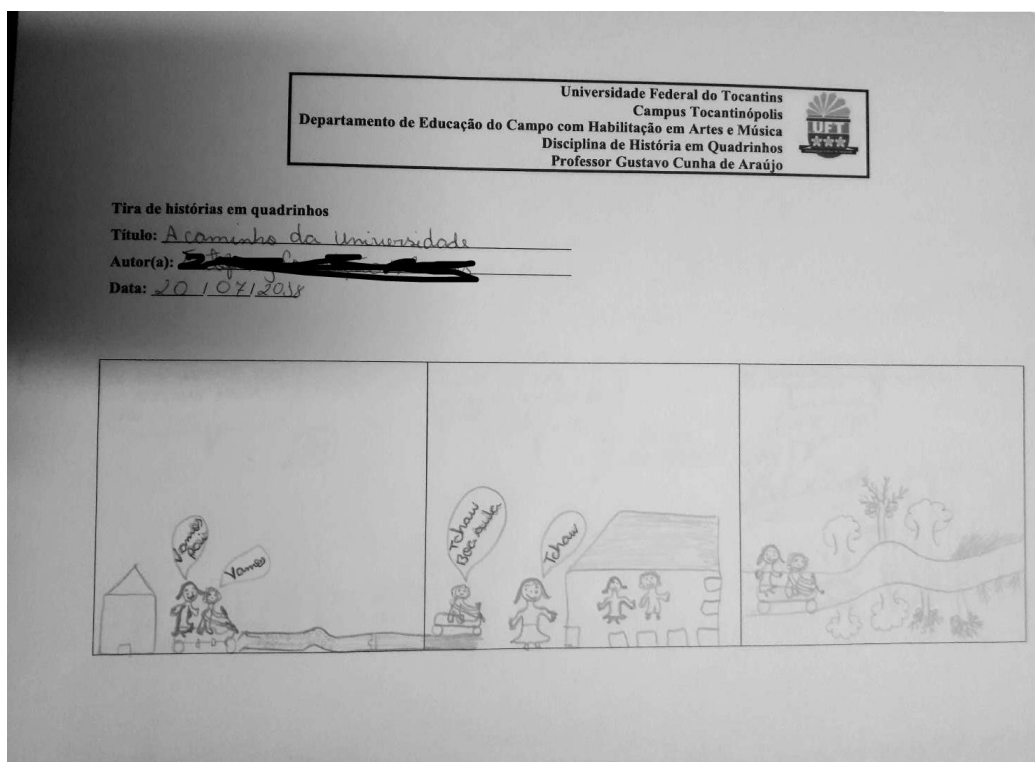 Universidade Federal do Tocantins
Campus Tocantinópolis
Departamento de Educação do Campo com Habilitação em Artes e Música
Disciplina de História em Quadrinhos
Professor Gustavo Cunha de Araújo
UFT
Tira de histórias em quadrinhos
Título: A caminho da Universidade
Autor(a):
Data: 20/07/2018
Vamos
Pai
Vamos
Tchau
Boa aula
Tchau